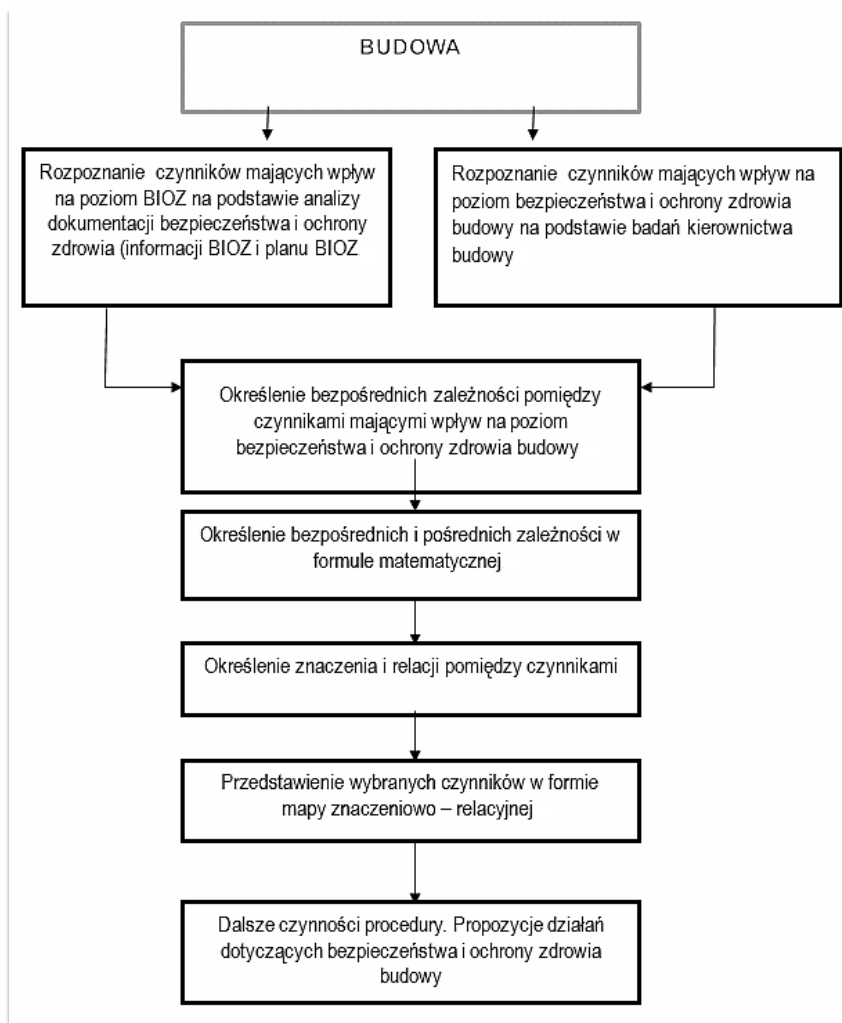 BUDOWA
Rozpoznanie czynników mających wpływ
na poziom BIOZ na podstawie analizy
dokumentacji bezpieczeństwa i ochrony
zdrowia (informacji BIOZ i planu BIOZ
Rozpoznanie czynników mających wpływ na
poziom bezpieczeństwa i ochrony zdrowia
budowy na podstawie badań kierownictwa
budowy
Określenie bezpośrednich zależności pomiędzy
czynnikami mającymi wpływ na poziom
bezpieczeństwa i ochrony zdrowia budowy
Określenie bezpośrednich i pośrednich zależności w
formule matematycznej
Określenie znaczenia i relacji pomiędzy czynnikami
Przedstawienie wybranych czynników w formie
mapy znaczeniowo – relacyjnej
Dalsze czynności procedury. Propozycje działań
dotyczących bezpieczeństwa i ochrony zdrowia
budowy